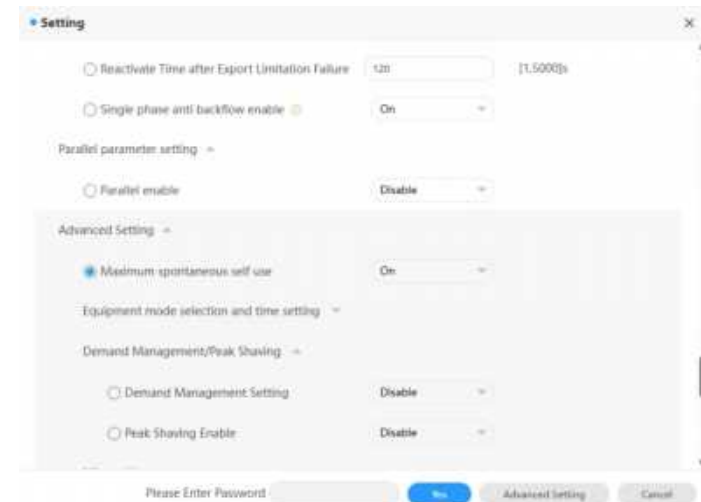 Setting
Reactivate Time after Export Limitation Failure 120 [1,5000]s
Single phase anti backflow enable On
Parallel parameter setting
Parallel enable Disable
Advanced Setting
Maximum spontaneous self use On
Equipment mode selection and time setting
Demand Management/Peak Shaving
Demand Management Setting Disable
Peak Shaving Enable Disable
Please Enter Password Yes Advanced Setting Cancel